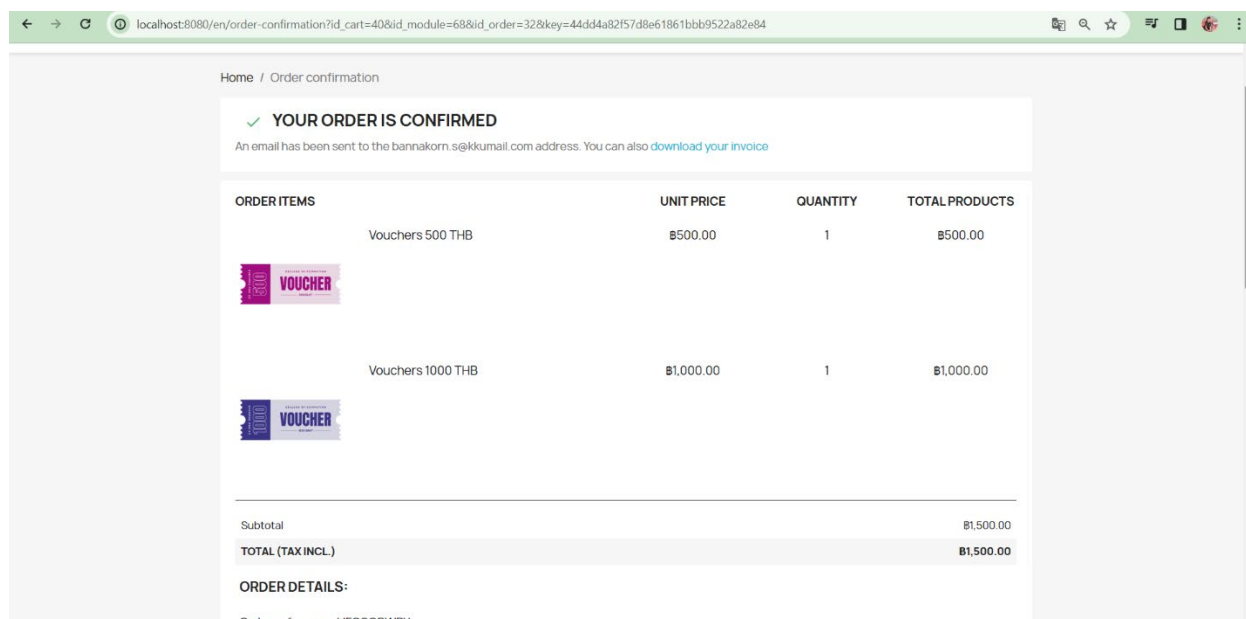 localhost:8080/en/order-confirmation?id_cart=40&id_module=68&id_order=32&key=44dd4a82f57d8e61861bbb9522a82e84
Home / Order confirmation
YOUR ORDER IS CONFIRMED
An email has been sent to the bannakorn.s@kkumail.com address. You can also download your invoice
ORDER ITEMS UNIT PRICE QUANTITY TOTAL PRODUCTS
Vouchers 500 THB ฿500.00 1 ฿500.00
500 VOUCHER
Vouchers 1000 THB ฿1,000.00 1 ฿1,000.00
1000 VOUCHER
Subtotal ฿1,500.00
TOTAL (TAX INCL.) ฿1,500.00
ORDER DETAILS: